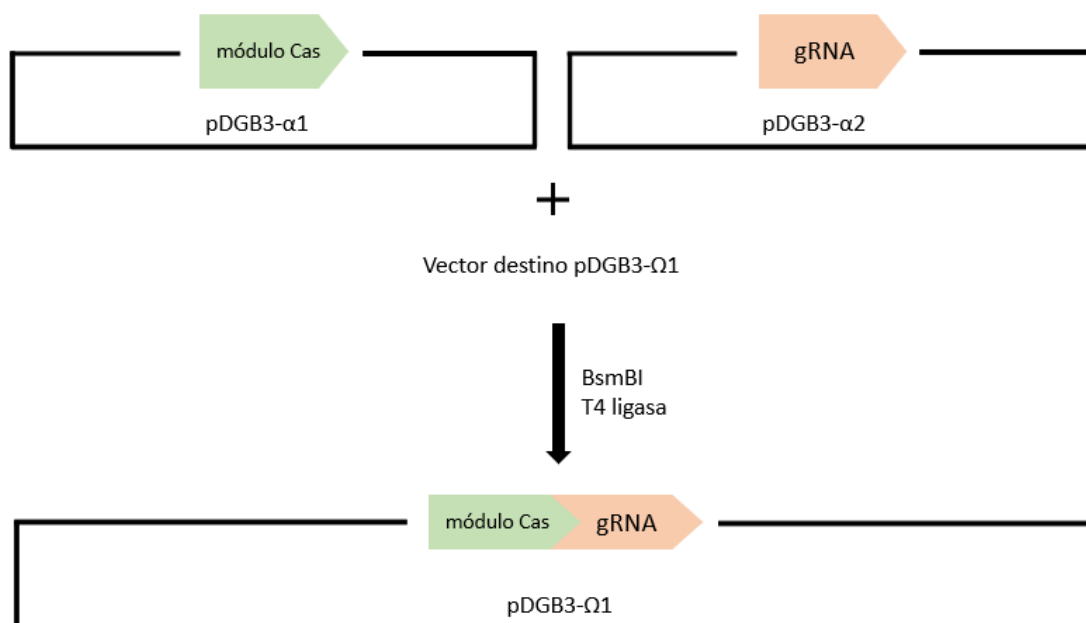 módulo Cas
gRNA
pDGB3-α1
pDGB3-α2
+
Vector destino pDGB3-Ω1
BsmBI
T4 ligasa
módulo Cas
gRNA
pDGB3-Ω1